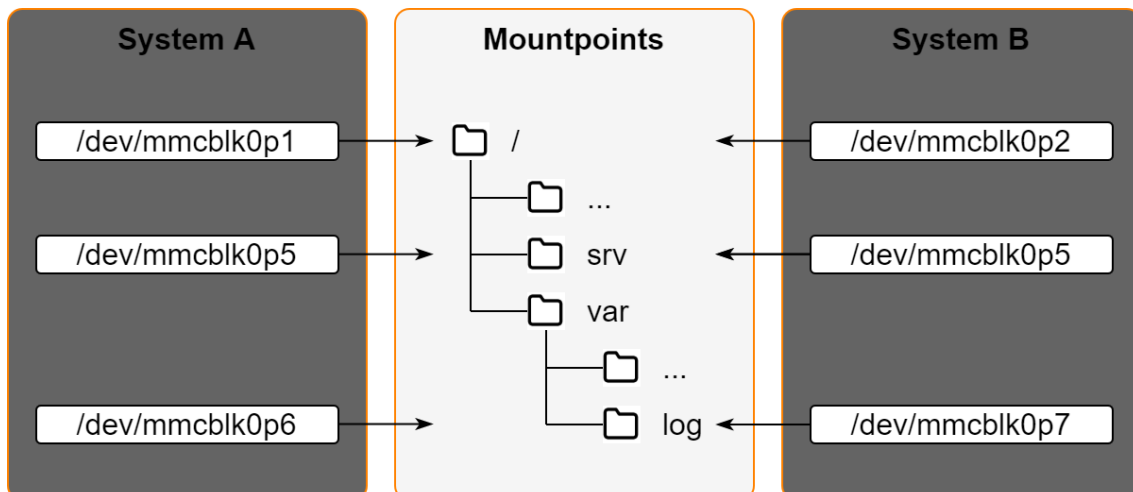 System A
Mountpoints
System B
/dev/mmcblk0p1
/
/dev/mmcblk0p2
...
/dev/mmcblk0p5
srv
/dev/mmcblk0p5
var
...
/dev/mmcblk0p6
log
/dev/mmcblk0p7